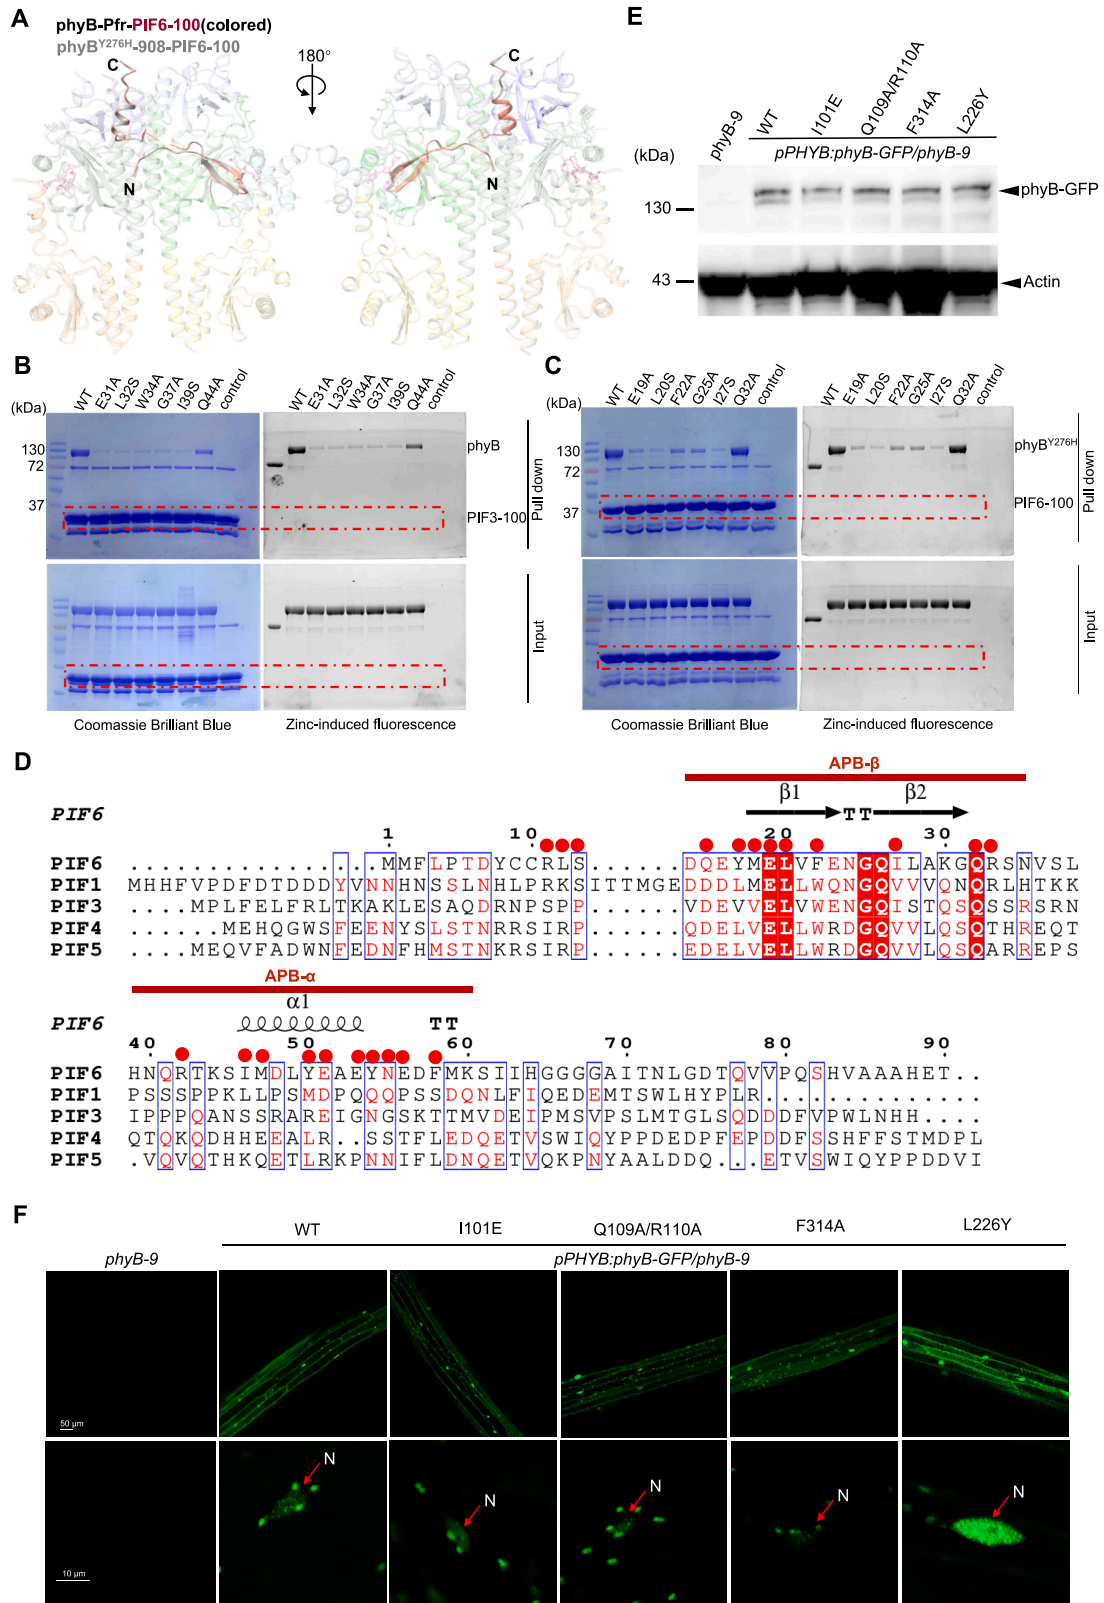 A
phyB-Pfr-PIF6-100(colored)
phyB^Y276H-908-PIF6-100
C
N
180°
C
N
E
phyB-9
WT
I101E
Q109A/R110A
F314A
L226Y
pPHYB:phyB-GFP/phyB-9
(kDa)
130
phyB-GFP
43
Actin
B
(kDa)
WT E31A L32S W34A G37A I39S Q44A control
WT E31A L32S W34A G37A I39S Q44A control
130
72
37
phyB
PIF3-100
Pull down
Input
Coomassie Brilliant Blue
Zinc-induced fluorescence
C
(kDa)
WT E19A L20S F22A G25A I27S Q32A control
WT E19A L20S F22A G25A I27S Q32A control
130
72
37
phyB^Y276H
PIF6-100
Pull down
Input
Coomassie Brilliant Blue
Zinc-induced fluorescence
D
APB-β
PIF6 β1 TT β2
1 10 20 30
PIF6 ................MMFLPTDYCCRLS.......DQEYMELVFENGQILAKGQRSNVSL
PIF1 MHHFVPDFDTDDDYVNNHNSSLNHLPRKSITTMGEDDDLMELLWQNGQVVVQNQRLHTKK
PIF3 ....MPLFELFRLTKAKLESAQDRNPSPP......VDEVVELVWENGQISTQSQSSRSRN
PIF4 ......MEHQGWSFEENYSLSTNRRSIRP......QDELVELLWRDGQVVLQSQTHREQT
PIF5 ....MEQVFADWNFEDNFHMSTNKRSIRP......EDELVELLWRDGQVVLQSQARREPS
APB-α
PIF6 α1 TT
40 50 60 70 80 90
PIF6 HNQRTKSIMDLYEAEYNEDFMKSIIHGGGGAITNLGDTQVVPQSHVAAAHET..
PIF1 PSSSPPKLLPSMDPQQQPSSDQNLFIQEDEMTSWLHYPLR..............
PIF3 IPPPQANSSRAREIGNGSKTTMVDEIPMSVPSLMTGLSQDDDFVPWLNHH....
PIF4 QTQKQDHHEEALR..SSTFLEDQETVSWIQYPPDEDPFEPDDFSSHFFSTMDPL
PIF5 .VQVQTHKQETLRKPNNIFLDNQETVQKPNYAALDDQ..ETVSWIQYPPDDVI
F
phyB-9
WT
I101E
Q109A/R110A
F314A
L226Y
pPHYB:phyB-GFP/phyB-9
50 µm
10 µm
N
N
N
N
N